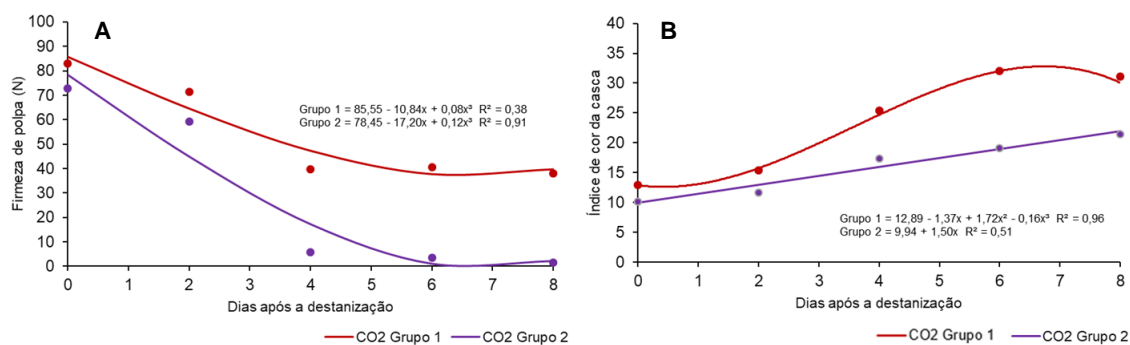 A
Firmeza de polpa (N)
100
90
80
70
60
50
40
30
20
10
0
Grupo 1 = 85,55 - 10,84x + 0,08x³ R² = 0,38
Grupo 2 = 78,45 - 17,20x + 0,12x³ R² = 0,91
0 1 2 3 4 5 6 7 8
Dias após a destanização
CO2 Grupo 1 CO2 Grupo 2
B
Índice de cor da casca
40
35
30
25
20
15
10
5
0
Grupo 1 = 12,89 - 1,37x + 1,72x² - 0,16x³ R² = 0,96
Grupo 2 = 9,94 + 1,50x R² = 0,51
0 1 2 3 4 5 6 7 8
Dias após a destanização
CO2 Grupo 1 CO2 Grupo 2